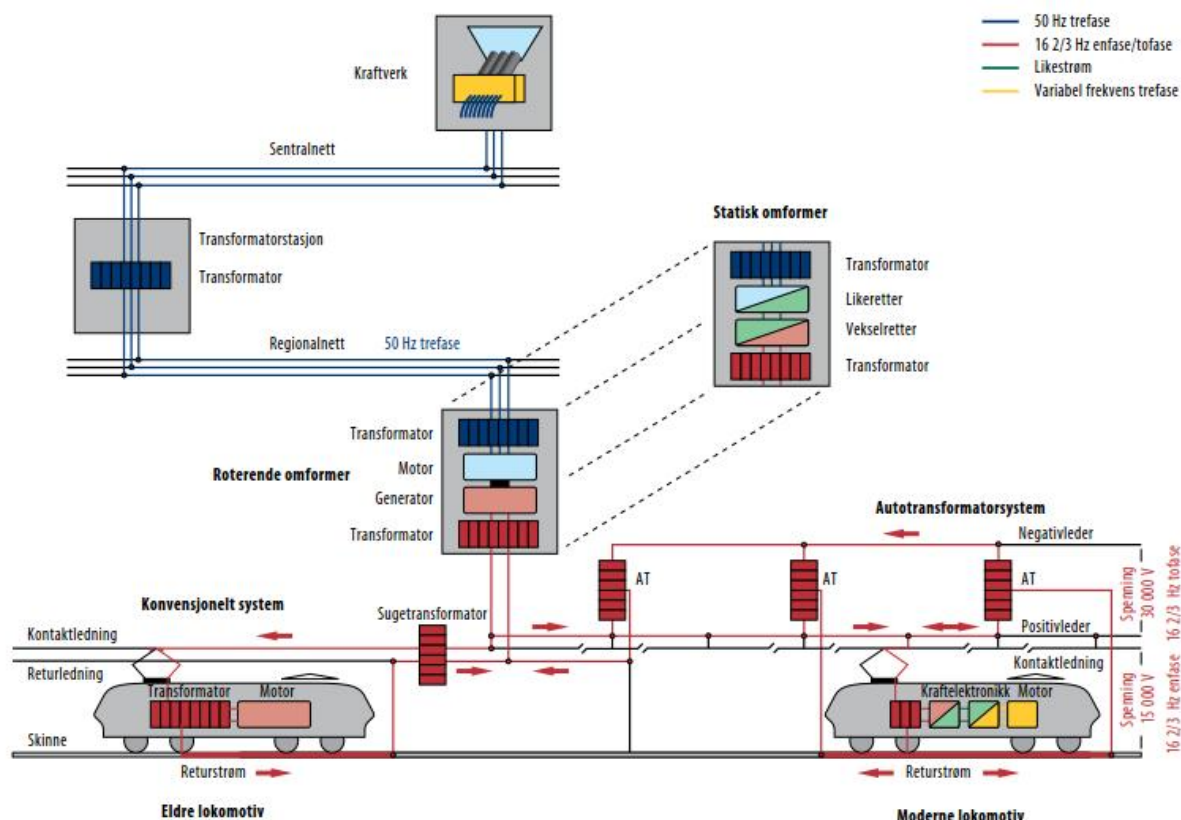 50 Hz trefase
16 2/3 Hz enfase/tofase
Likestrøm
Variabel frekvens trefase
Kraftverk
Sentralnett
Transformatorstasjon
Transformator
Statisk omformer
Transformator
Likeretter
Vekselretter
Transformator
Regionalnett 50 Hz trefase
Transformator
Motor
Roterende omformer
Generator
Transformator
Autotransformatorsystem
Negativleder
AT
AT
AT
Spenning
30 000 V
16 2/3 Hz tofase
Konvensjonelt system
Sugetransformator
Kontaktledning
Positivleder
Returledning
Kontaktledning
Transformator Motor
Kraftelektronikk Motor
Spenning
15 000 V
16 2/3 Hz enfase
Skinne
Returstrøm
Returstrøm
Eldre lokomotiv
Moderne lokomotiv